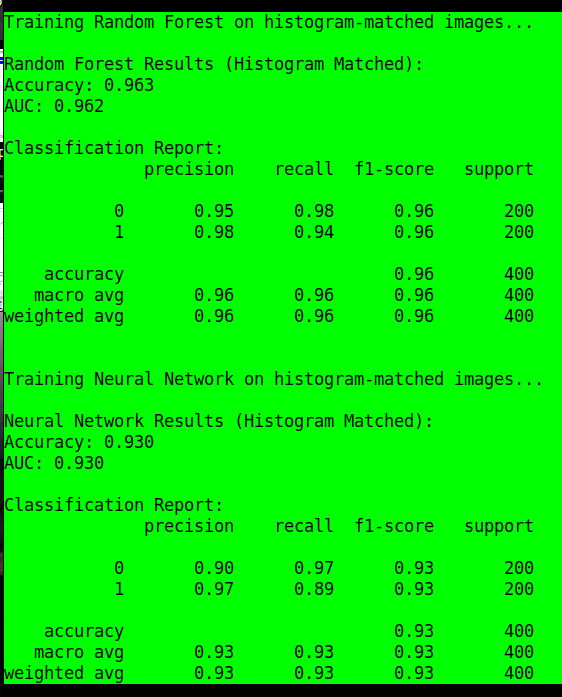 Training Random Forest on histogram-matched images...
Random Forest Results (Histogram Matched):
Accuracy: 0.963
AUC: 0.962
Classification Report:
precision recall f1-score support
0 0.95 0.98 0.96 200
1 0.98 0.94 0.96 200
accuracy 0.96 400
macro avg 0.96 0.96 0.96 400
weighted avg 0.96 0.96 0.96 400
Training Neural Network on histogram-matched images...
Neural Network Results (Histogram Matched):
Accuracy: 0.930
AUC: 0.930
Classification Report:
precision recall f1-score support
0 0.90 0.97 0.93 200
1 0.97 0.89 0.93 200
accuracy 0.93 400
macro avg 0.93 0.93 0.93 400
weighted avg 0.93 0.93 0.93 400